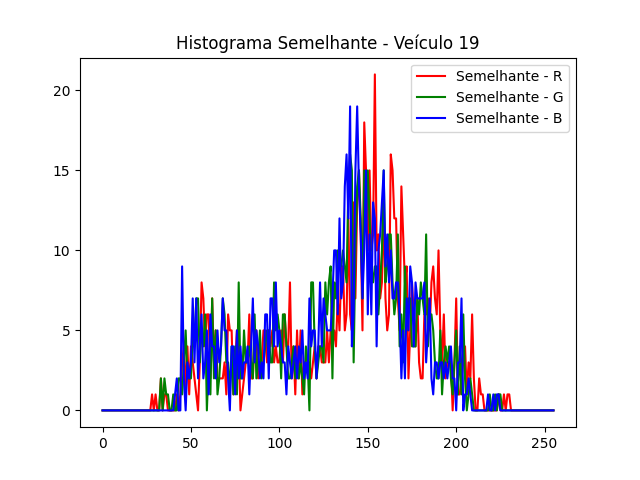 Histograma Semelhante - Veículo 19
Semelhante - R
Semelhante - G
Semelhante - B
20
15
10
5
0
0 50 100 150 200 250